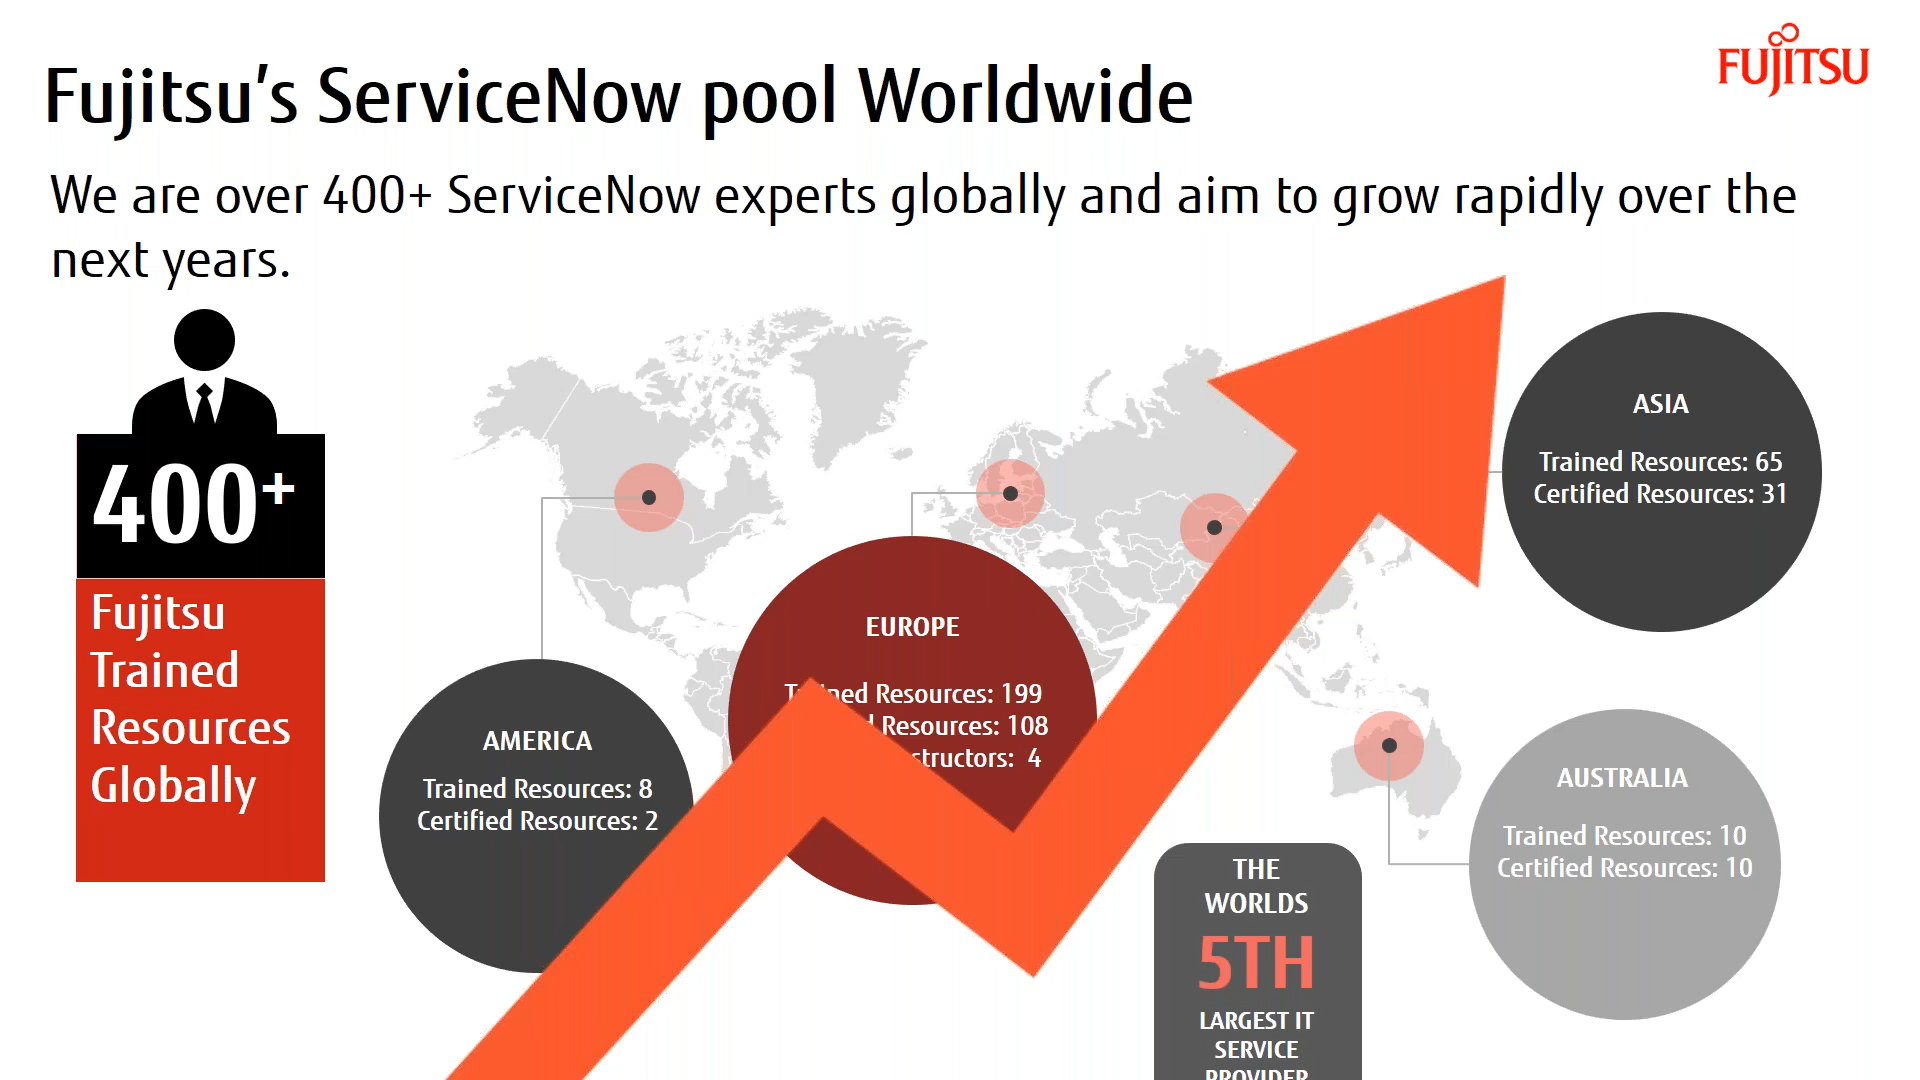 FUJITSU
Fujitsu's ServiceNow pool Worldwide
We are over 400+ ServiceNow experts globally and aim to grow rapidly over the
next years.
400+
Fujitsu
Trained
Resources
Globally
AMERICA
Trained Resources: 8
Certified Resources: 2
EUROPE
Resources: 199
Resources: 108
4
ASIA
Trained Resources: 65
Certified Resources: 31
AUSTRALIA
Trained Resources: 10
Certified Resources: 10
THE
WORLDS
5TH
LARGEST IT
SERVICE
PROVIDER